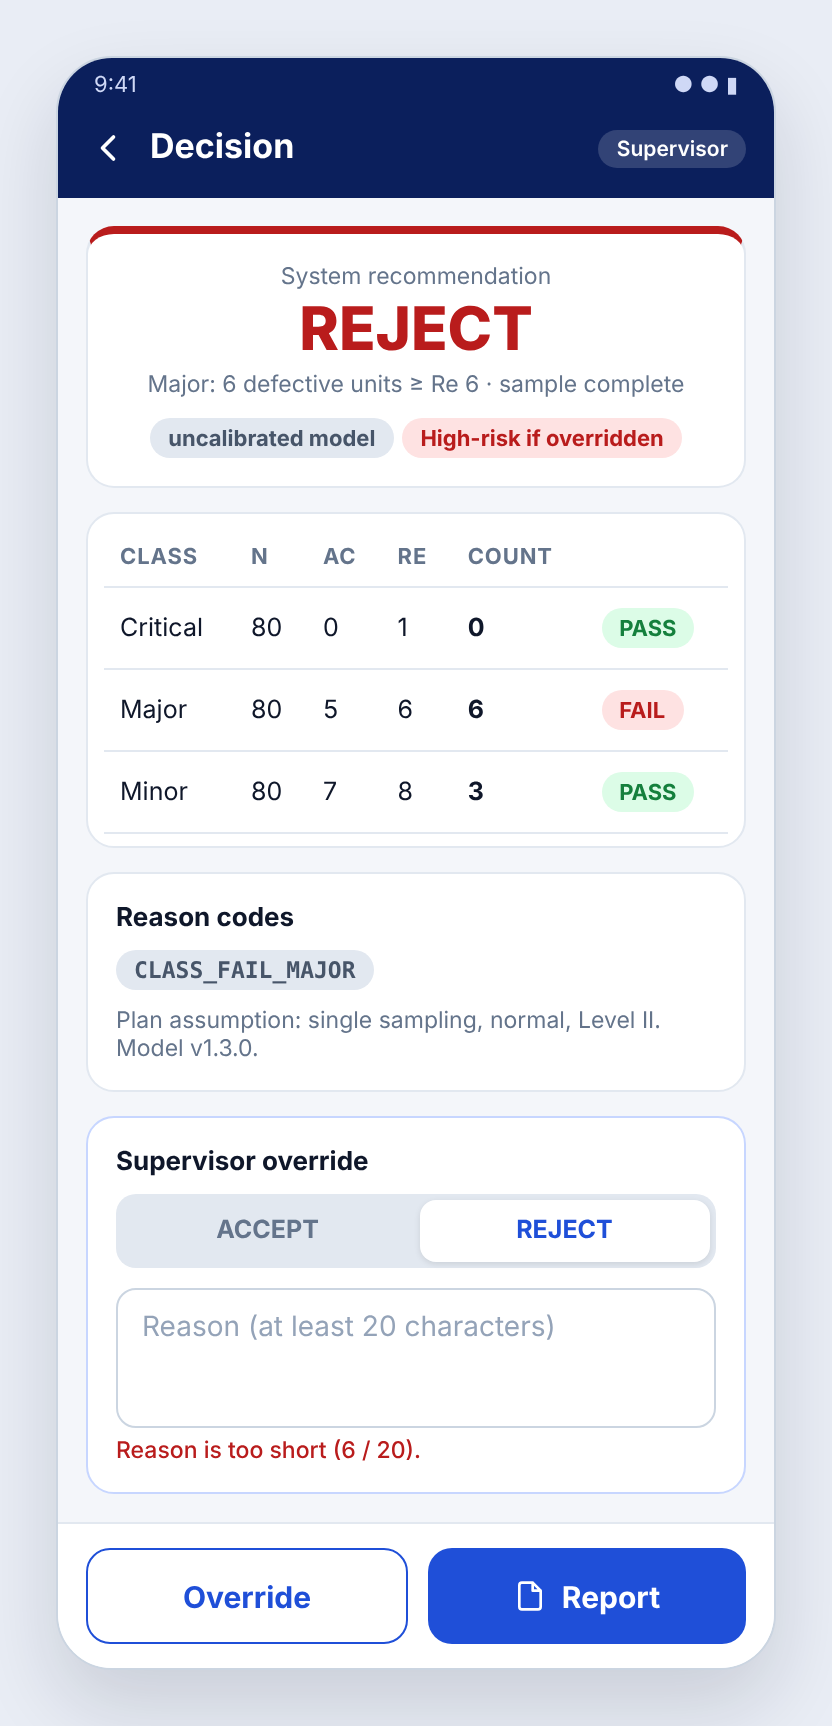 9:41
Decision
Supervisor
System recommendation
REJECT
Major: 6 defective units ≥ Re 6 · sample complete
uncalibrated model High-risk if overridden
CLASS N AC RE COUNT
Critical 80 0 1 0 PASS
Major 80 5 6 6 FAIL
Minor 80 7 8 3 PASS
Reason codes
CLASS_FAIL_MAJOR
Plan assumption: single sampling, normal, Level II.
Model v1.3.0.
Supervisor override
ACCEPT REJECT
Reason (at least 20 characters)
Reason is too short (6 / 20).
Override Report